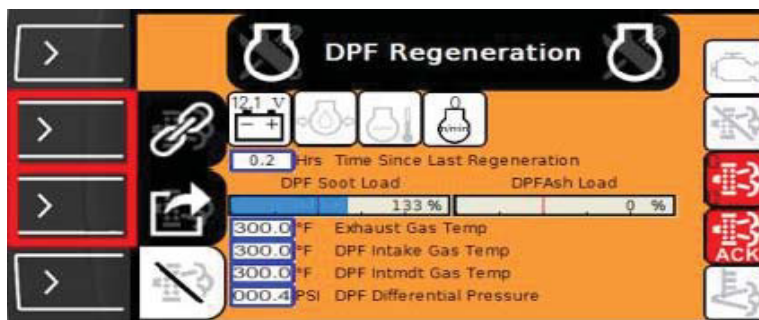 DPF Regeneration
12.1 V
0
n/min
0.2 Hrs Time Since Last Regeneration
DPF Soot Load DPFAsh Load
133 % 0 %
300.0 °F Exhaust Gas Temp
300.0 °F DPF Intake Gas Temp
300.0 °F DPF Intmdt Gas Temp
000.4 PSI DPF Differential Pressure
ACK